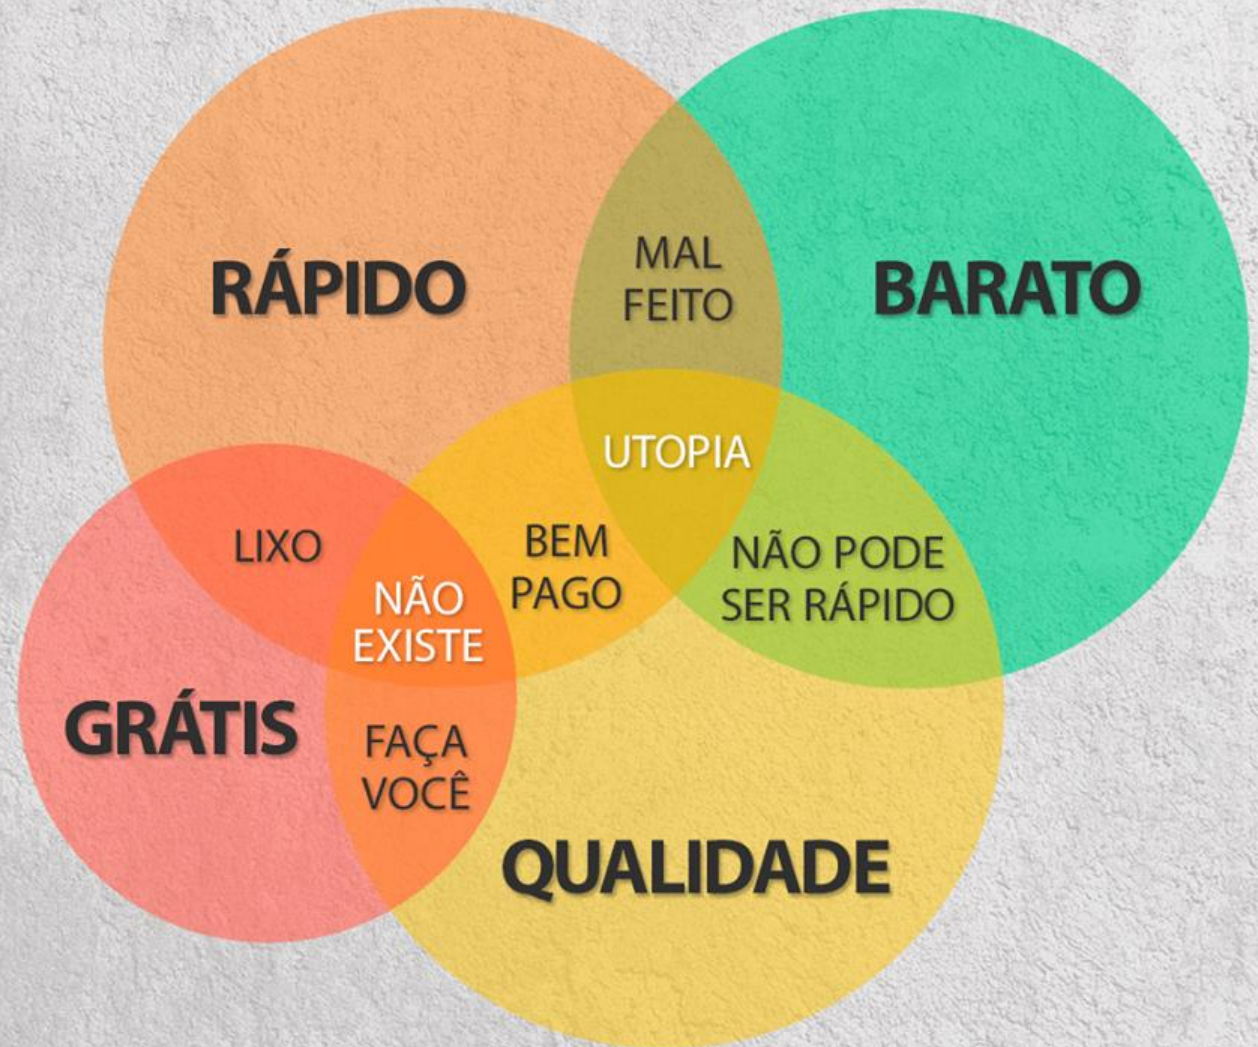 RÁPIDO
MAL
FEITO
BARATO
UTOPIA
LIXO
BEM
PAGO
NÃO PODE
SER RÁPIDO
NÃO
EXISTE
GRÁTIS
FAÇA
VOCÊ
QUALIDADE